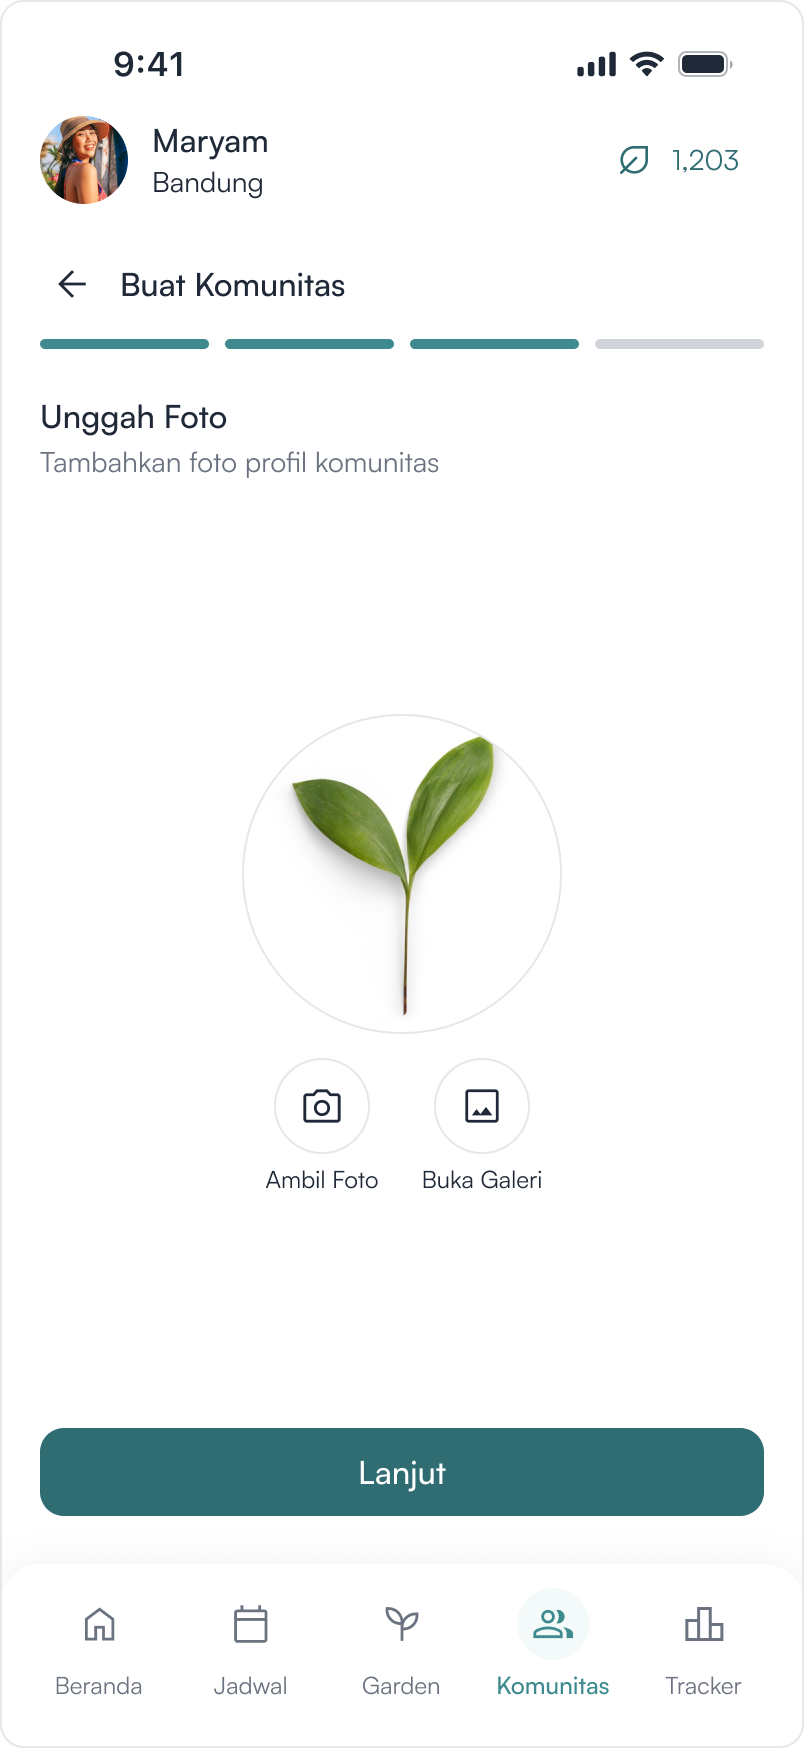 9:41
Maryam
Bandung
1,203
Buat Komunitas
Unggah Foto
Tambahkan foto profil komunitas
Ambil Foto
Buka Galeri
Lanjut
Beranda
Jadwal
Garden
Komunitas
Tracker